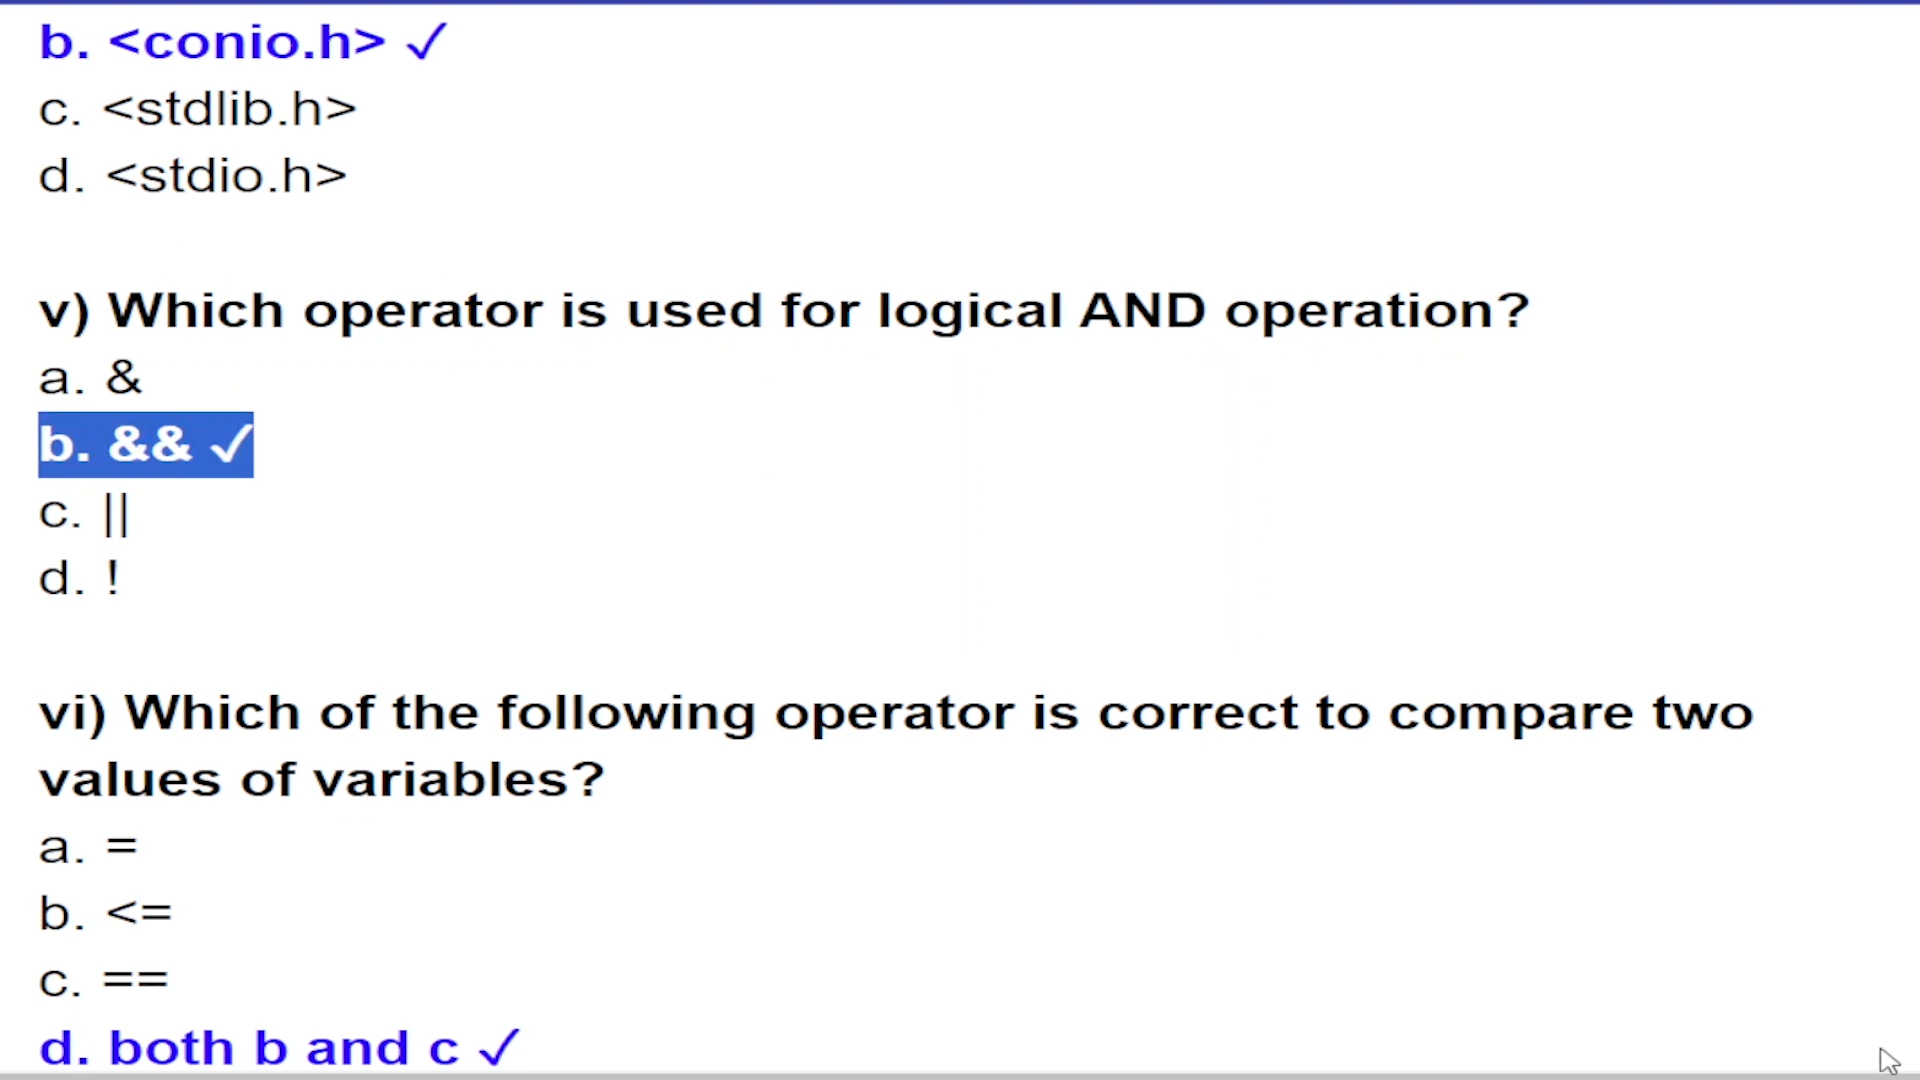 b. <conio.h> ✓
c. <stdlib.h>
d. <stdio.h>
v) Which operator is used for logical AND operation?
a. &
b. && ✓
c. ||
d. !
vi) Which of the following operator is correct to compare two
values of variables?
a. =
b. <=
c. ==
d. both b and c ✓